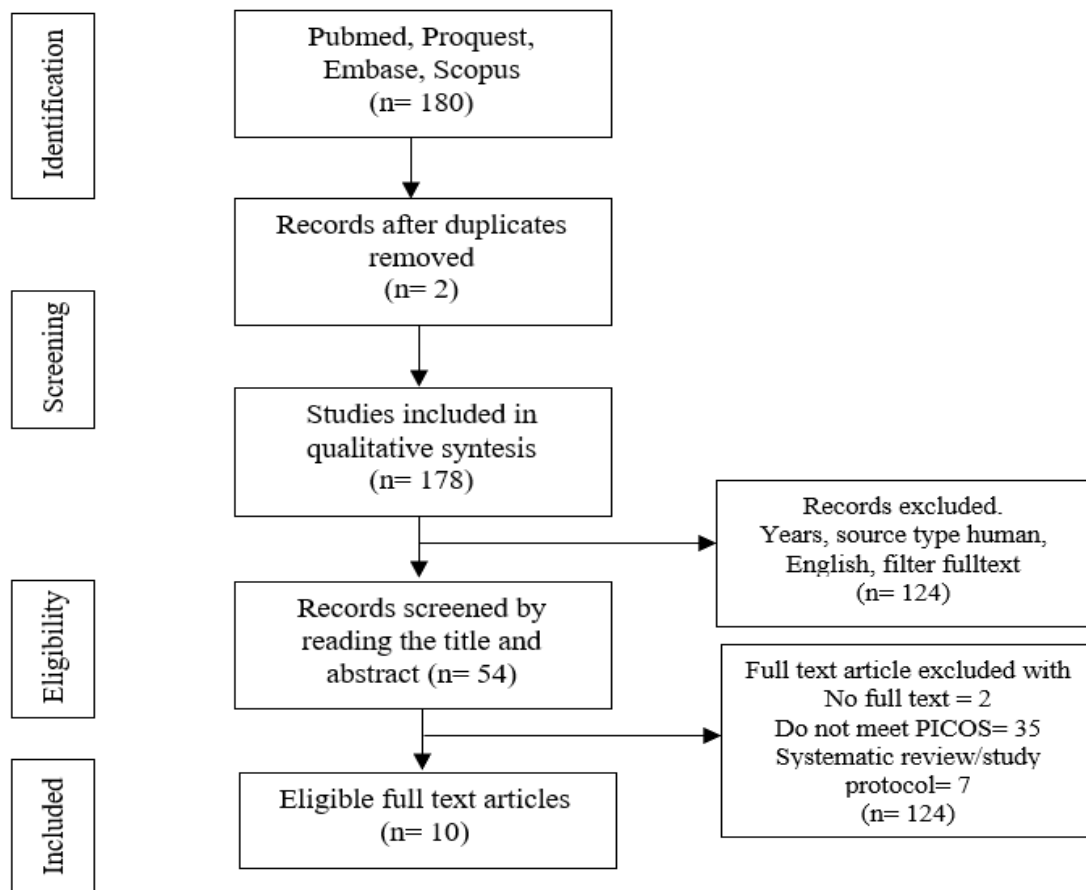 Identification
Pubmed, Proquest,
Embase, Scopus
(n= 180)
Records after duplicates
removed
(n= 2)
Screening
Studies included in
qualitative syntesis
(n= 178)
Records excluded.
Years, source type human,
English, filter fulltext
(n= 124)
Eligibility
Records screened by
reading the title and
abstract (n= 54)
Full text article excluded with
No full text = 2
Do not meet PICOS= 35
Systematic review/study
protocol= 7
(n= 124)
Included
Eligible full text articles
(n= 10)